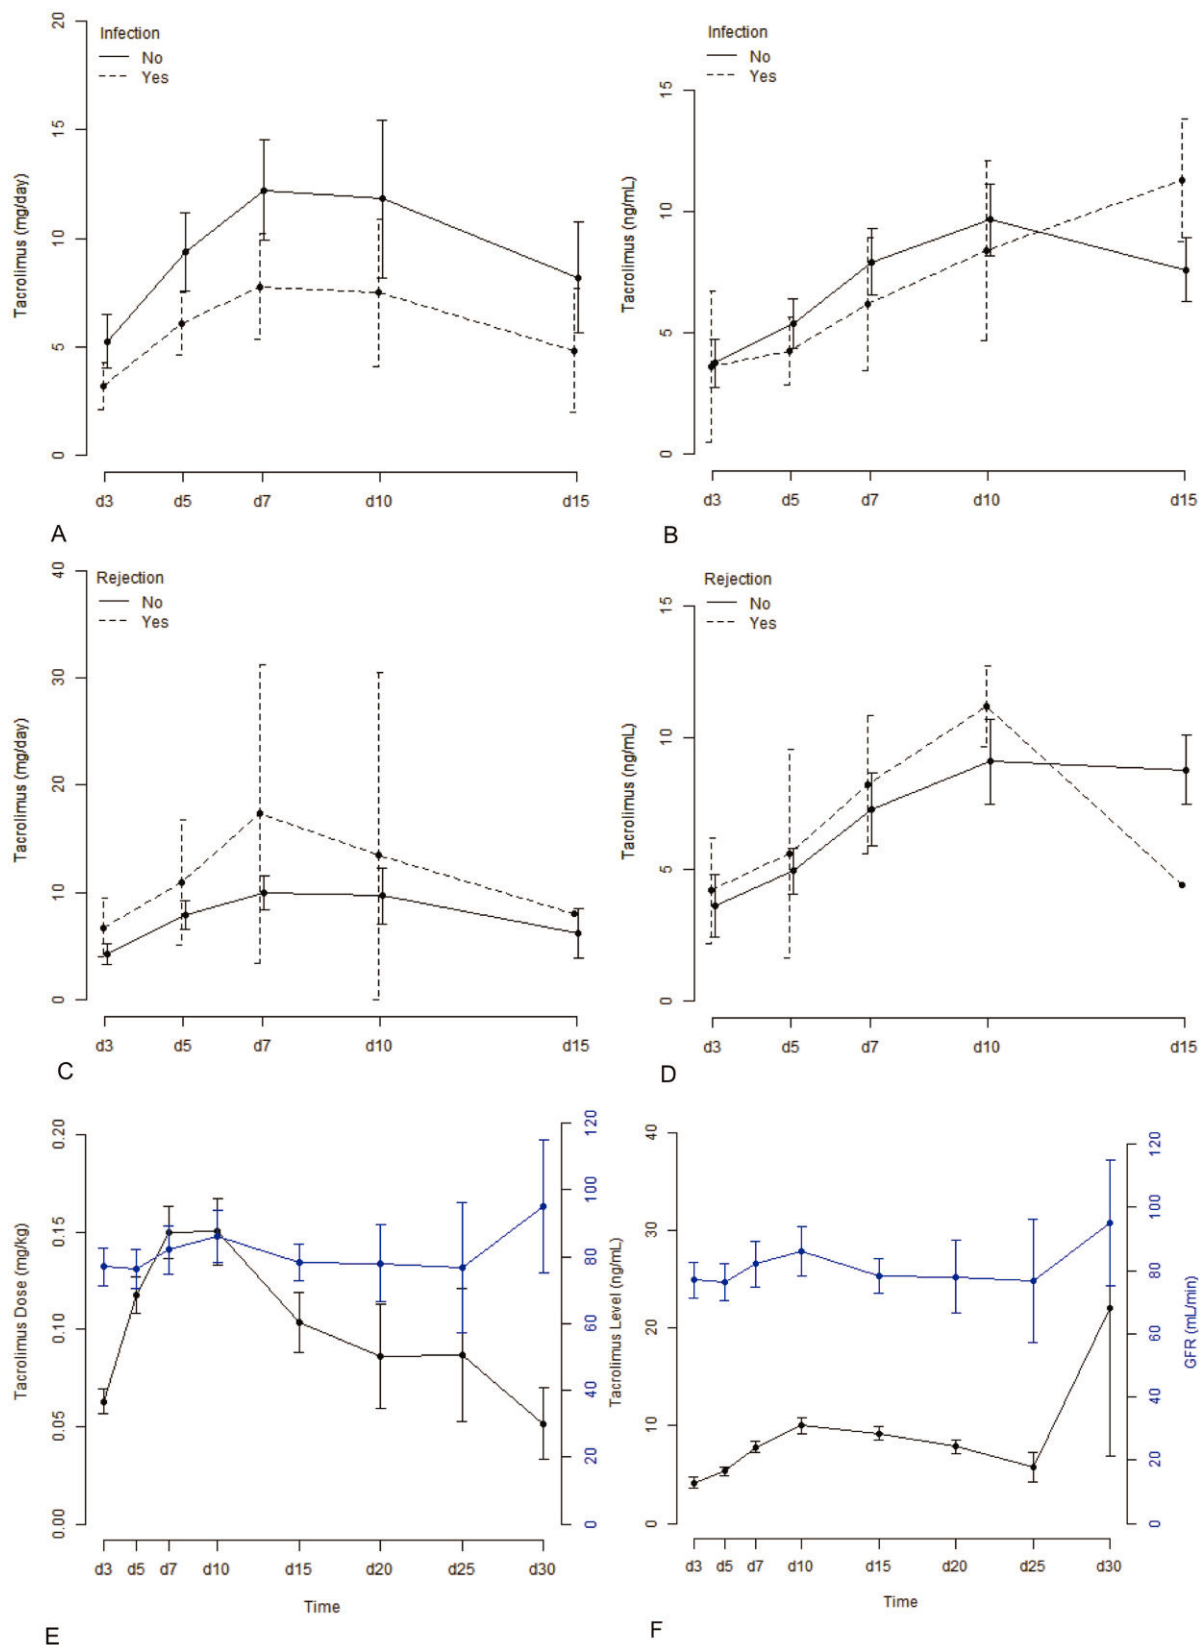 Infection
No
Yes
Tacrolimus (mg/day)
20
15
10
5
0
d3 d5 d7 d10 d15
A
Infection
No
Yes
Tacrolimus (ng/mL)
15
10
5
0
d3 d5 d7 d10 d15
B
Rejection
No
Yes
Tacrolimus (mg/day)
40
30
20
10
0
d3 d5 d7 d10 d15
C
Rejection
No
Yes
Tacrolimus (ng/mL)
15
10
5
0
d3 d5 d7 d10 d15
D
Tacrolimus Dose (mg/kg)
0.20
0.15
0.10
0.05
0.00
120
100
80
60
40
20
0
d3 d5 d7 d10 d15 d20 d25 d30
Time
E
Tacrolimus Level (ng/mL)
40
30
20
10
0
120
100
80
60
40
20
0
GFR (mL/min)
d3 d5 d7 d10 d15 d20 d25 d30
Time
F